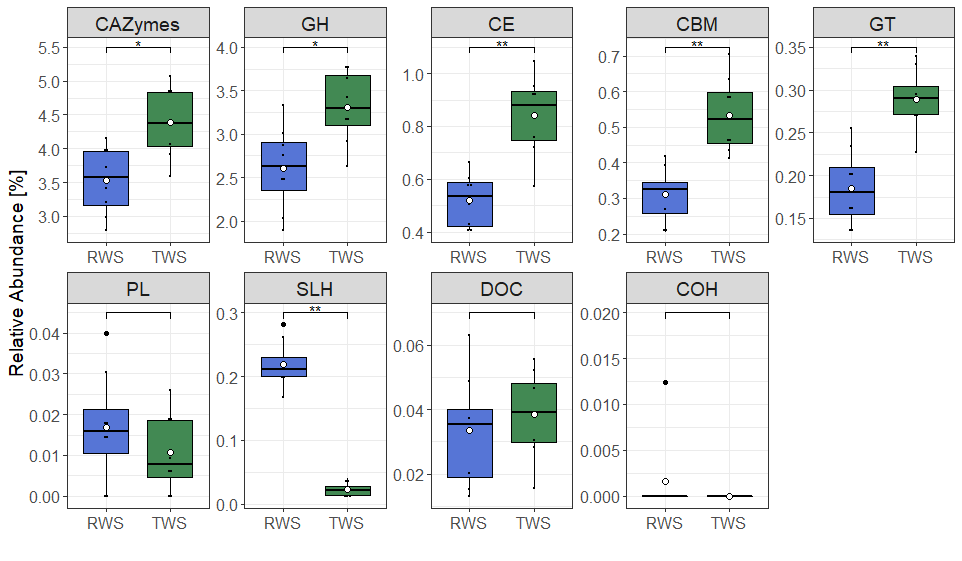 CAZymes GH CE CBM GT
* * ** ** **
5.5 4.0 0.35
5.0 3.5 1.0 0.7 0.30
4.5 0.6
4.0 3.0 0.8 0.5 0.25
3.5 2.5 0.6 0.4 0.20
3.0 2.0 0.3 0.15
0.4 0.2
RWS TWS RWS TWS RWS TWS RWS TWS RWS TWS
Relative Abundance [%]
PL SLH DOC COH
**
0.3 0.020
0.04 0.06 0.015
0.03 0.2
0.02 0.04 0.010
0.01 0.1 0.005
0.00 0.0 0.02 0.000
RWS TWS RWS TWS RWS TWS RWS TWS